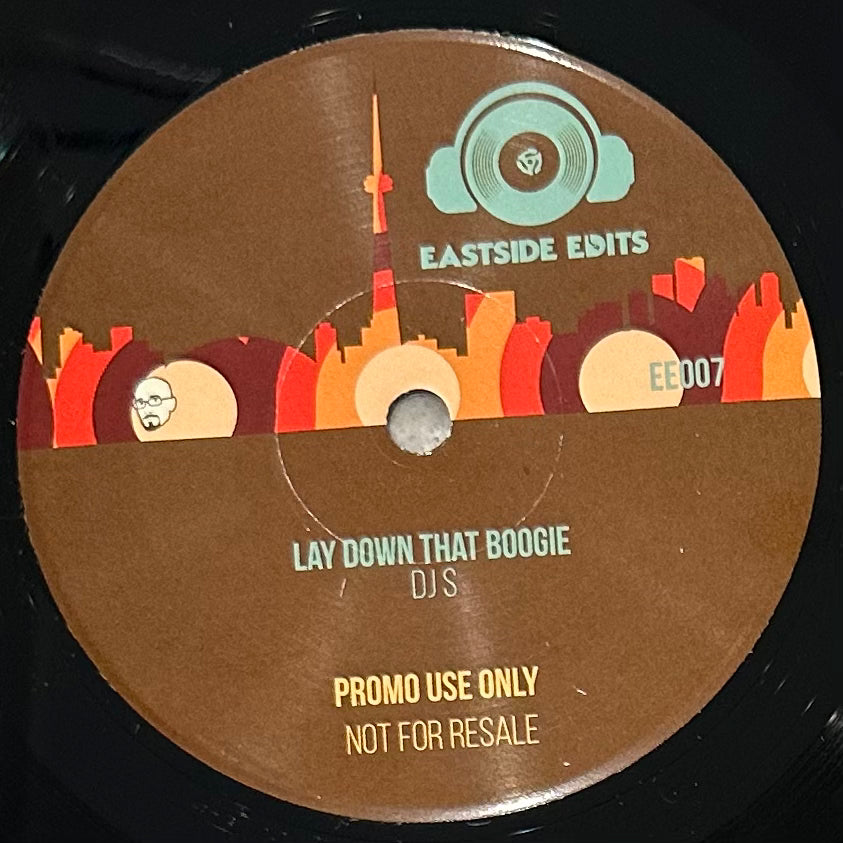 EASTSIDE EDITS
EE007
LAY DOWN THAT BOOGIE
DJ S
PROMO USE ONLY
NOT FOR RESALE